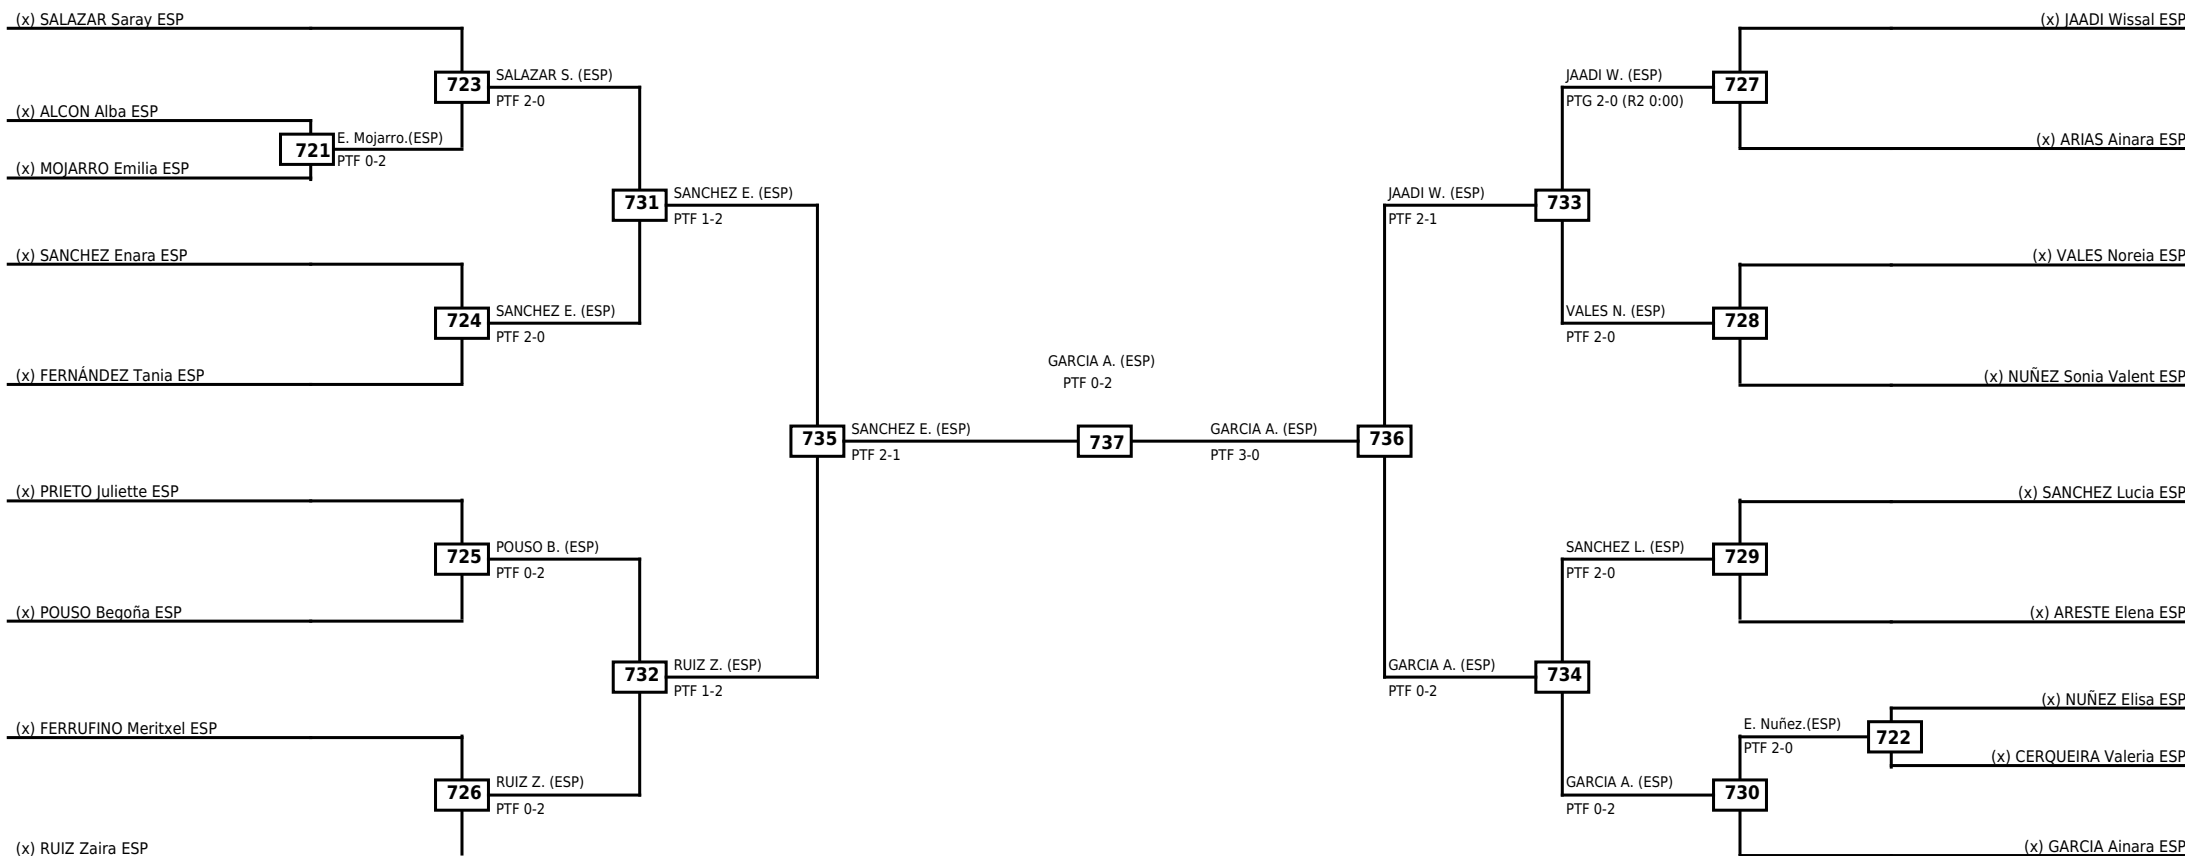 (x) SALAZAR Saray ESP
(x) JAADI Wissal ESP
SALAZAR S. (ESP)
723
PTF 2-0
JAADI W. (ESP)
727
PTG 2-0 (R2 0:00)
(x) ALCON Alba ESP
E. Mojarro.(ESP)
721
PTF 0-2
(x) ARIAS Ainara ESP
(x) MOJARRO Emilia ESP
SANCHEZ E. (ESP)
731
PTF 1-2
JAADI W. (ESP)
733
PTF 2-1
(x) SANCHEZ Enara ESP
(x) VALES Noreia ESP
SANCHEZ E. (ESP)
724
PTF 2-0
VALES N. (ESP)
728
PTF 2-0
GARCIA A. (ESP)
PTF 0-2
(x) FERNÁNDEZ Tania ESP
(x) NUÑEZ Sonia Valent ESP
735
SANCHEZ E. (ESP)
PTF 2-1
737
GARCIA A. (ESP)
PTF 3-0
736
(x) PRIETO Juliette ESP
(x) SANCHEZ Lucia ESP
POUSO B. (ESP)
725
PTF 0-2
SANCHEZ L. (ESP)
729
PTF 2-0
(x) POUSO Begoña ESP
(x) ARESTE Elena ESP
RUIZ Z. (ESP)
732
PTF 1-2
GARCIA A. (ESP)
734
PTF 0-2
(x) FERRUFINO Meritxel ESP
(x) NUÑEZ Elisa ESP
E. Nuñez.(ESP)
722
PTF 2-0
(x) CERQUEIRA Valeria ESP
RUIZ Z. (ESP)
726
PTF 0-2
GARCIA A. (ESP)
730
PTF 0-2
(x) RUIZ Zaira ESP
(x) GARCIA Ainara ESP